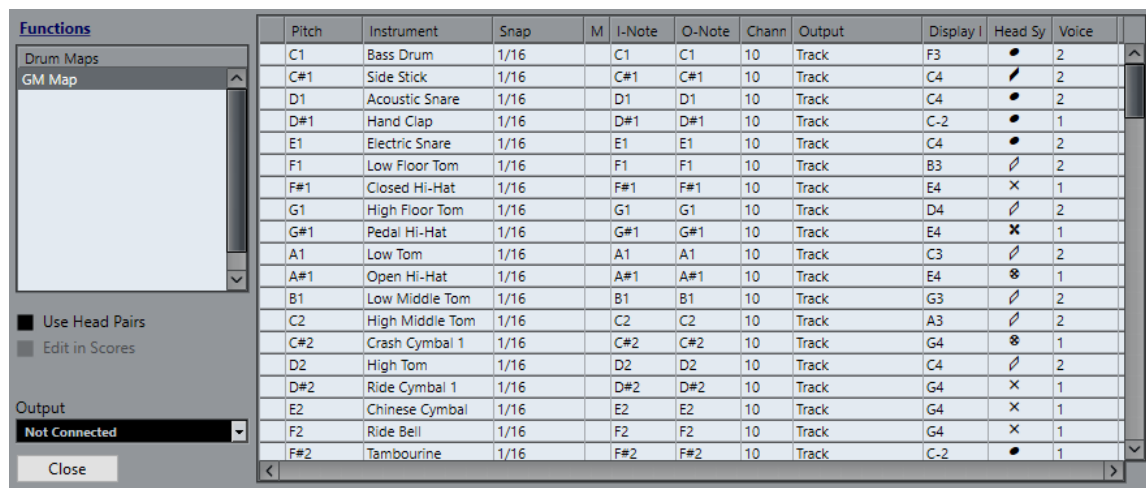 Functions
Drum Maps
GM Map
Use Head Pairs
Edit in Scores
Output
Not Connected
Close
Pitch Instrument Snap M I-Note O-Note Chann Output Display I Head Sy Voice
C1 Bass Drum 1/16 C1 C1 10 Track F3 2
C#1 Side Stick 1/16 C#1 C#1 10 Track C4 2
D1 Acoustic Snare 1/16 D1 D1 10 Track C4 2
D#1 Hand Clap 1/16 D#1 D#1 10 Track C-2 1
E1 Electric Snare 1/16 E1 E1 10 Track C4 2
F1 Low Floor Tom 1/16 F1 F1 10 Track B3 2
F#1 Closed Hi-Hat 1/16 F#1 F#1 10 Track E4 1
G1 High Floor Tom 1/16 G1 G1 10 Track D4 2
G#1 Pedal Hi-Hat 1/16 G#1 G#1 10 Track E4 1
A1 Low Tom 1/16 A1 A1 10 Track C3 2
A#1 Open Hi-Hat 1/16 A#1 A#1 10 Track E4 1
B1 Low Middle Tom 1/16 B1 B1 10 Track G3 2
C2 High Middle Tom 1/16 C2 C2 10 Track A3 2
C#2 Crash Cymbal 1 1/16 C#2 C#2 10 Track G4 1
D2 High Tom 1/16 D2 D2 10 Track C4 2
D#2 Ride Cymbal 1 1/16 D#2 D#2 10 Track G4 1
E2 Chinese Cymbal 1/16 E2 E2 10 Track G4 1
F2 Ride Bell 1/16 F2 F2 10 Track G4 1
F#2 Tambourine 1/16 F#2 F#2 10 Track C-2 1